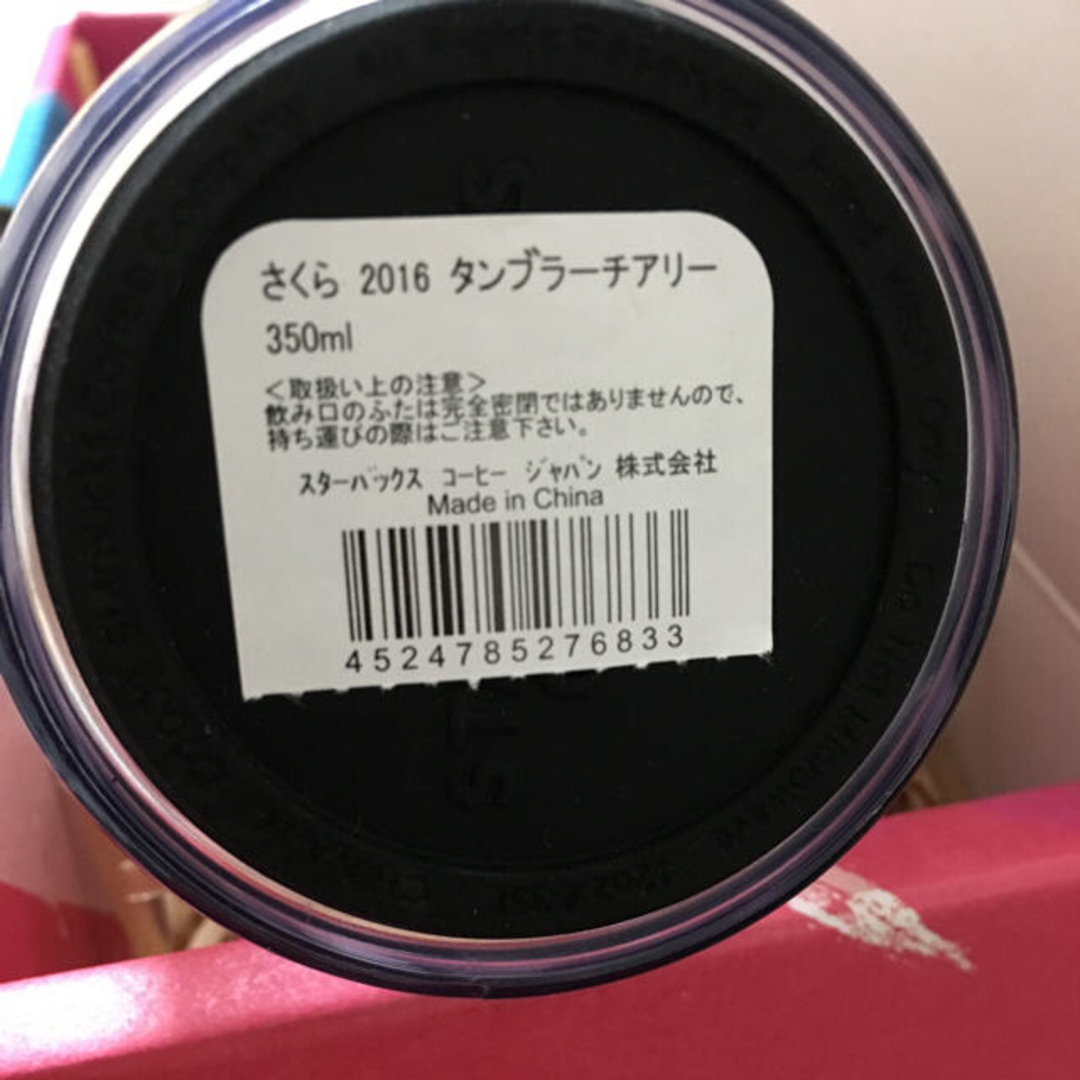 さくら 2016 タンブラーチアリー
350ml
＜取扱い上の注意＞
飲み口のふたは完全密閉ではありませんので、
持ち運びの際はご注意下さい。
ｽﾀｰﾊﾞｯｸｽ ｺｰﾋｰ ｼﾞｬﾊﾟﾝ 株式会社
Made in China
4524785276833